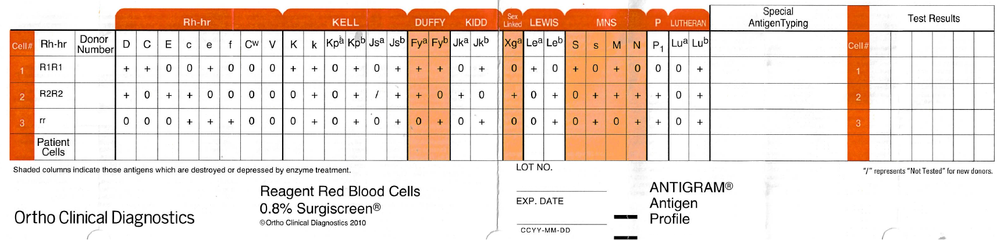 Rh-hr KELL DUFFY KIDD Sex Linked LEWIS MNS P LUTHERAN Special AntigenTyping Test Results
Cell# Rh-hr Donor Number D C E c e f Cw V K k Kpa Kpb Jsa Jsb Fya Fyb Jka Jkb Xga Lea Leb S s M N P1 Lua Lub Cell#
1 R1R1 + + 0 0 + 0 0 0 + + 0 + 0 + + + 0 + 0 + 0 + 0 + 0 0 0 + 1
2 R2R2 + 0 + + 0 0 0 0 0 + 0 + / + + 0 + 0 + 0 + 0 + + + + 0 + 2
3 rr 0 0 0 + + + 0 0 0 + 0 + 0 + 0 + 0 + 0 0 + 0 + 0 + + 0 + 3
Patient Cells
Shaded columns indicate those antigens which are destroyed or depressed by enzyme treatment.
"/" represents "Not Tested" for new donors.
LOT NO.
EXP. DATE
CCYY-MM-DD
Ortho Clinical Diagnostics
Reagent Red Blood Cells
0.8% Surgiscreen®
©Ortho Clinical Diagnostics 2010
ANTIGRAM®
Antigen
Profile